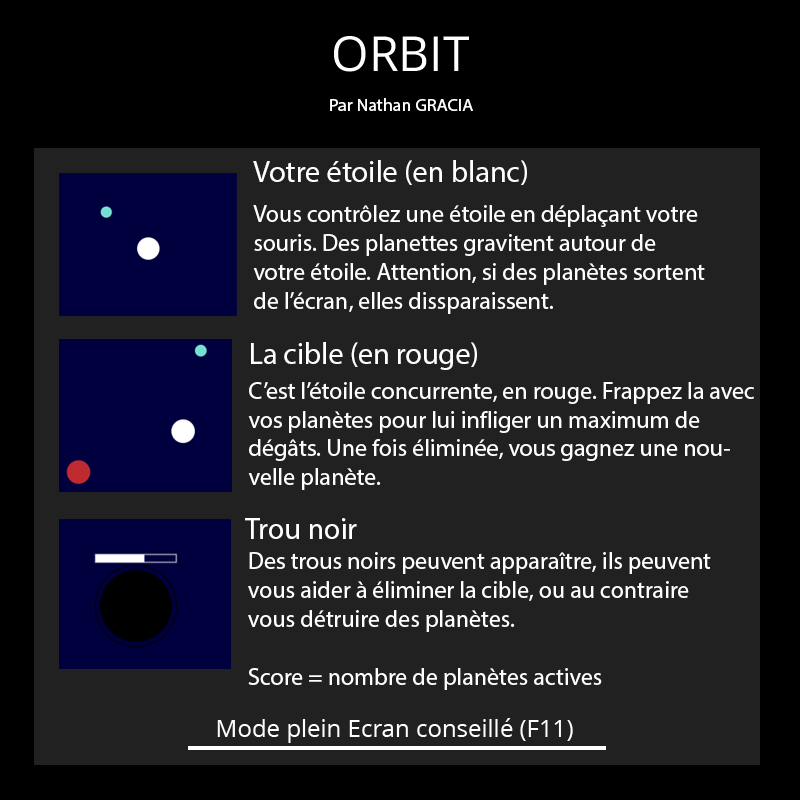 ORBIT
Par Nathan GRACIA
Votre étoile (en blanc)
Vous contrôlez une étoile en déplaçant votre
souris. Des planettes gravitent autour de
votre étoile. Attention, si des planètes sortent
de l’écran, elles dissparaissent.
La cible (en rouge)
C’est l’étoile concurrente, en rouge. Frappez la avec
vos planètes pour lui infliger un maximum de
dégâts. Une fois éliminée, vous gagnez une nou-
velle planète.
Trou noir
Des trous noirs peuvent apparaître, ils peuvent
vous aider à éliminer la cible, ou au contraire
vous détruire des planètes.
Score = nombre de planètes actives
Mode plein Ecran conseillé (F11)